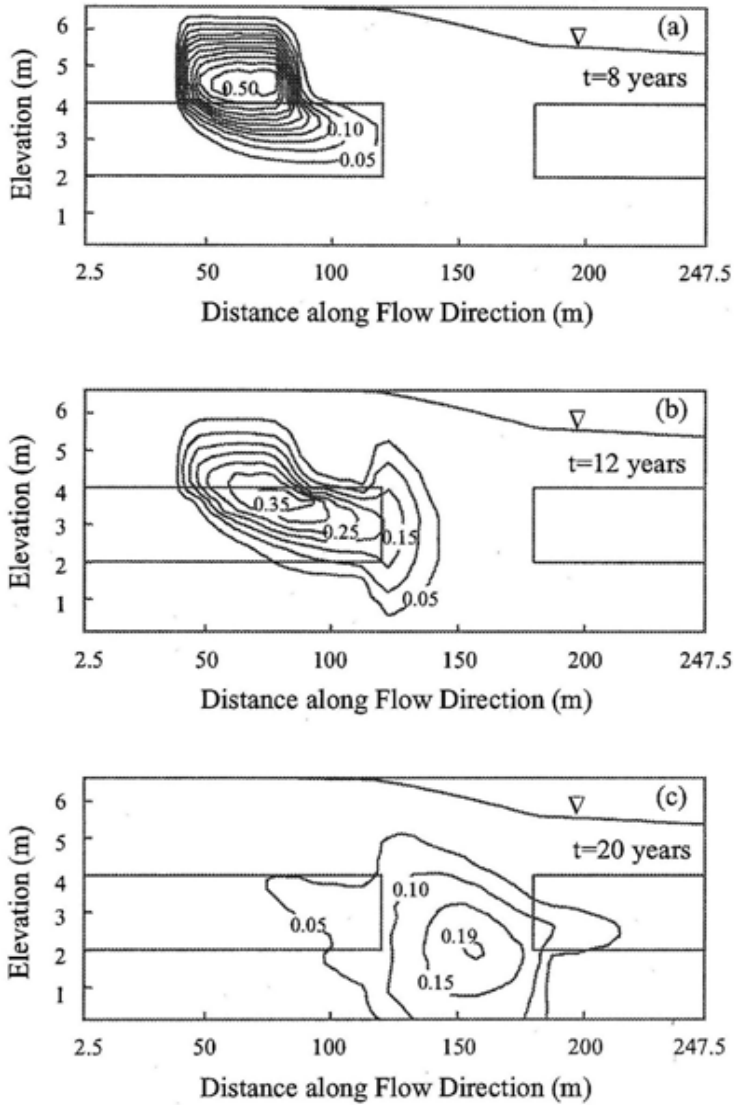 (a)
6
5
t=8 years
0.50
4
0.10
3
0.05
2
1
Elevation (m)
2.5 50 100 150 200 247.5
Distance along Flow Direction (m)
(b)
6
5
t=12 years
4
0.35
3
0.25
0.15
2
0.05
1
Elevation (m)
2.5 50 100 150 200 247.5
Distance along Flow Direction (m)
(c)
6
5
t=20 years
4
0.10
0.05
3
0.19
2
0.15
1
Elevation (m)
2.5 50 100 150 200 247.5
Distance along Flow Direction (m)